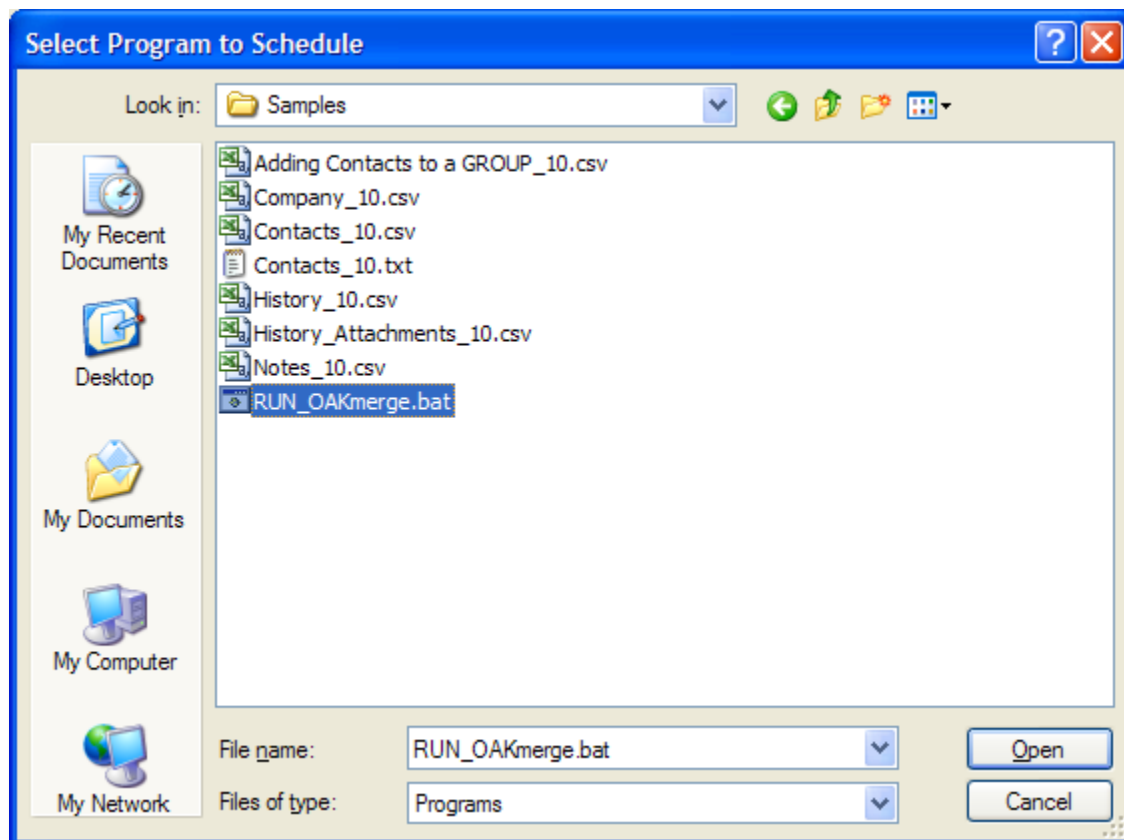 Select Program to Schedule
Look in:
Samples
Adding Contacts to a GROUP_10.csv
Company_10.csv
Contacts_10.csv
Contacts_10.txt
History_10.csv
History_Attachments_10.csv
Notes_10.csv
RUN_OAKmerge.bat
My Recent
Documents
Desktop
My Documents
My Computer
My Network
File name:
RUN_OAKmerge.bat
Open
Files of type:
Programs
Cancel